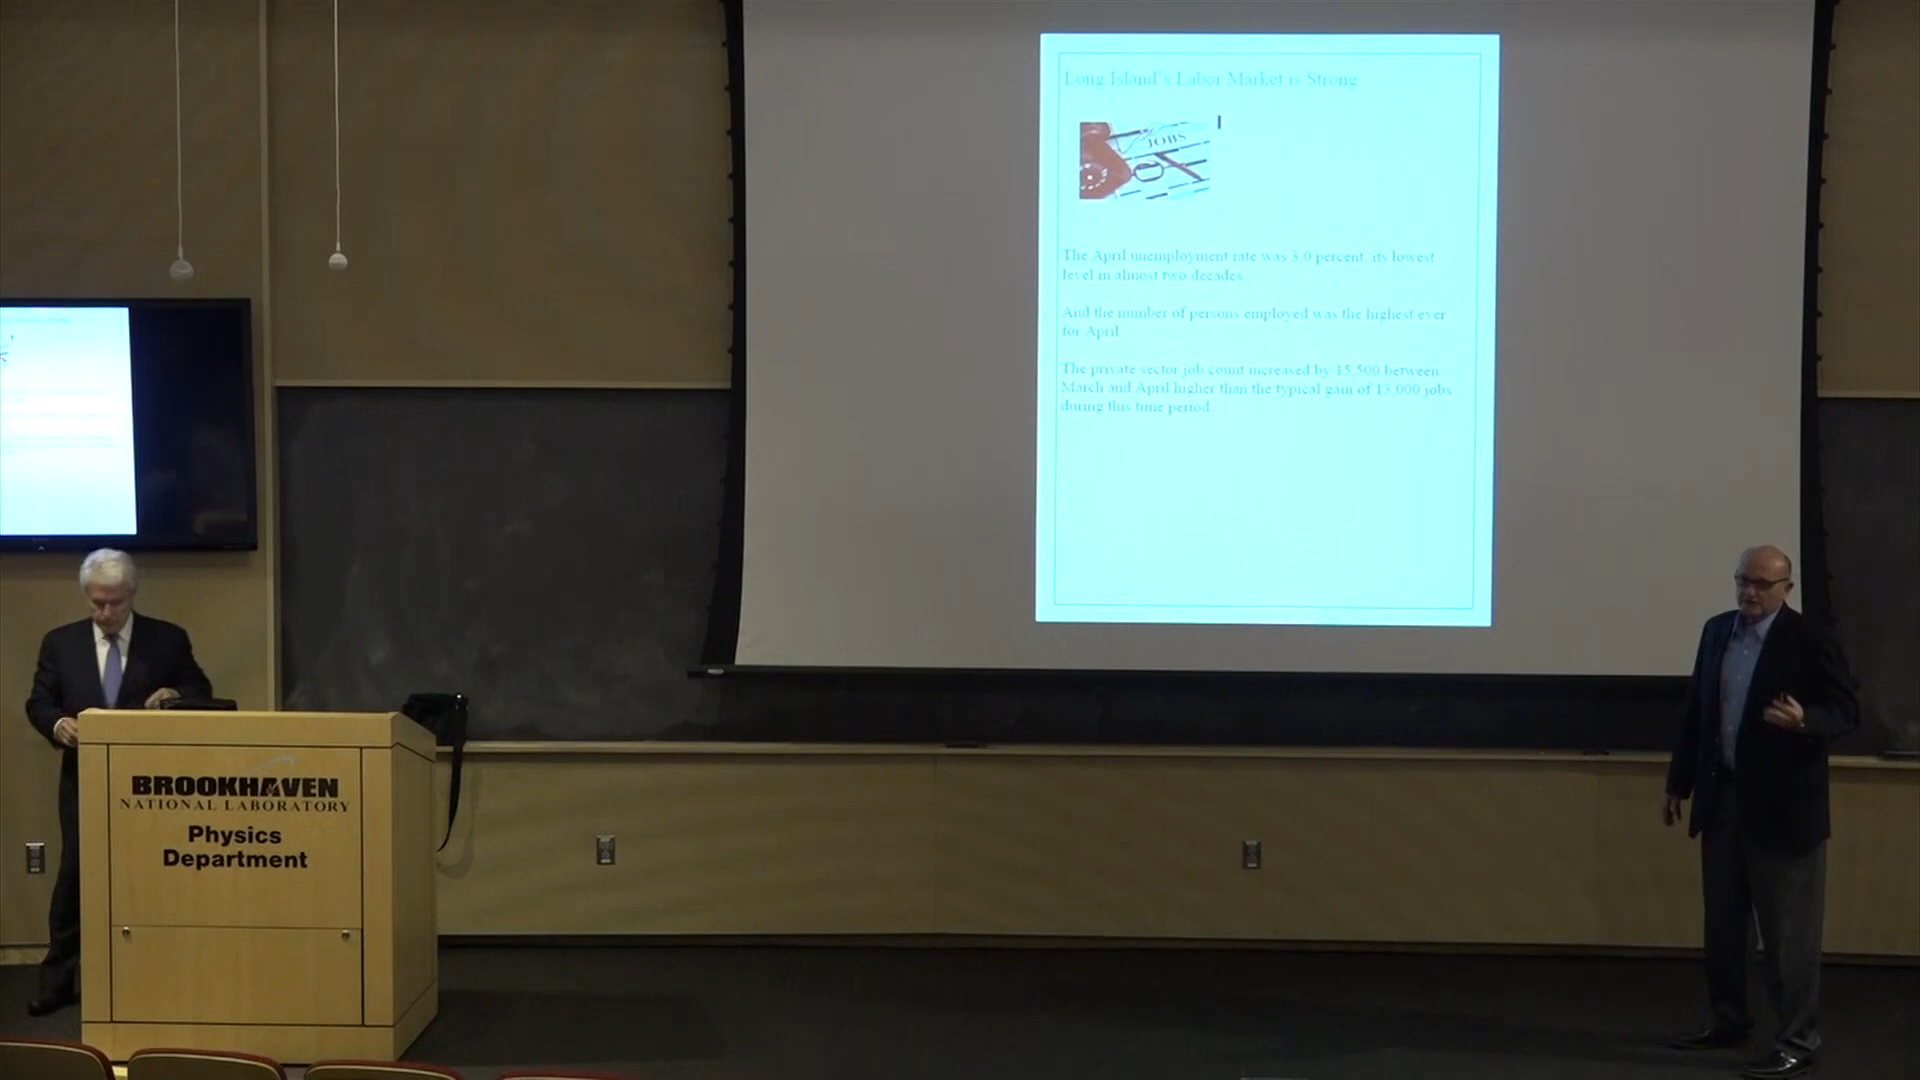 Long Island's Labor Market is Strong
JOBS
The April unemployment rate was 3.0 percent, its lowest
level in almost two decades.
And the number of persons employed was the highest ever
for April.
The private sector job count increased by 15,500 between
March and April higher than the typical gain of 13,000 jobs
during this time period.
BROOKHAVEN
NATIONAL LABORATORY
Physics
Department